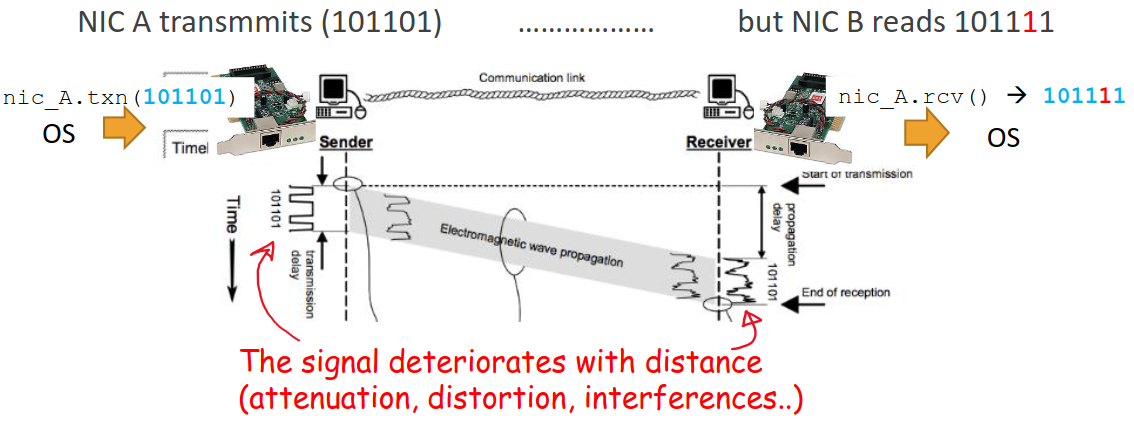 NIC A transmmits (101101) ……………… but NIC B reads 101111
nic_A.txn(101101)
OS
Timel
Communication link
nic_A.rcv() → 101111
OS
Sender
Receiver
Start of transmission
Time
101101
transmission
delay
Electromagnetic wave propagation
propagation
delay
101101
End of reception
The signal deteriorates with distance
(attenuation, distortion, interferences..)